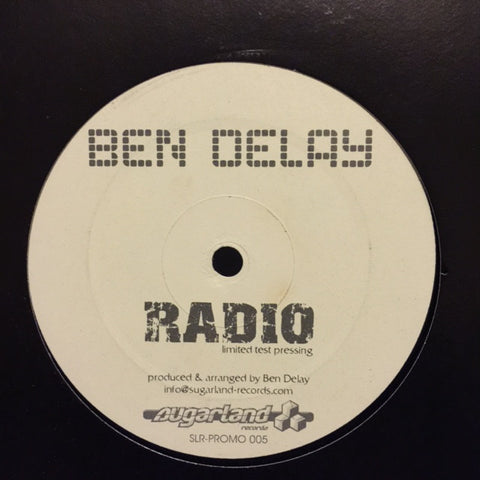 BEN DELAY
RADIO
limited test pressing
produced & arranged by Ben Delay
info@sugarland-records.com
sugarland
records
SLR-PROMO 005